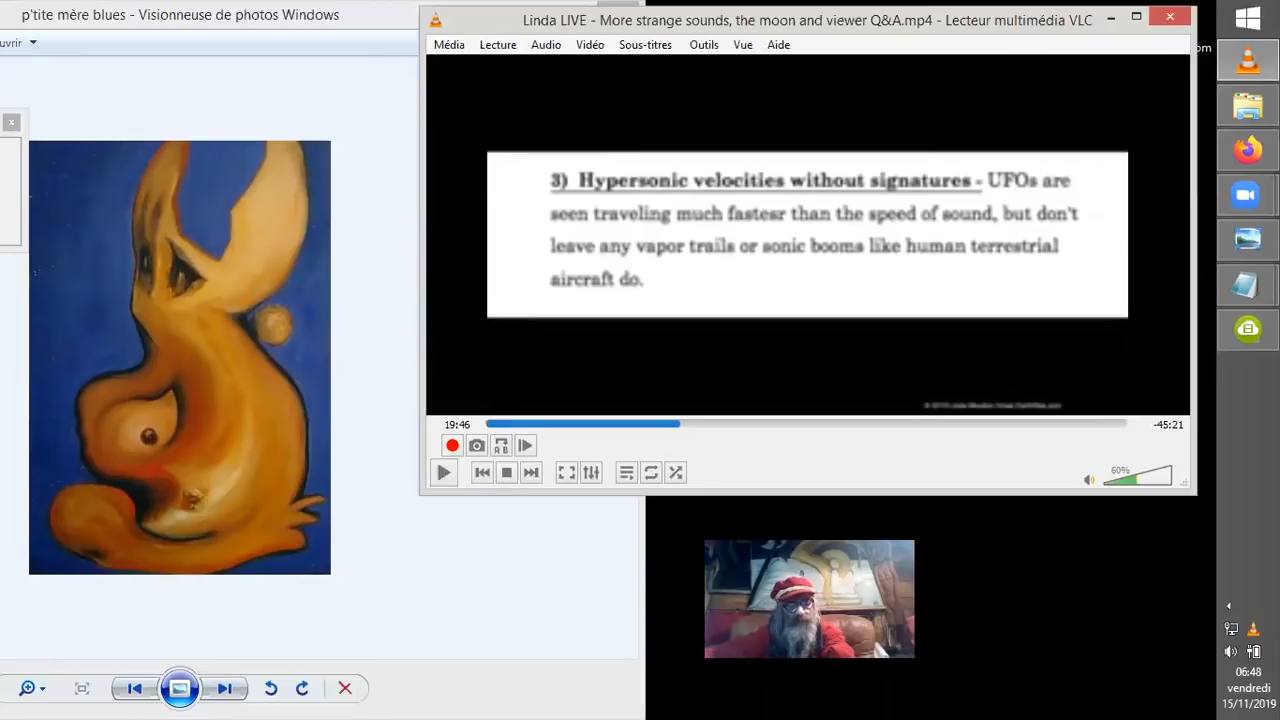 p'tite mère blues - Visionneuse de photos Windows
uvrir
Linda LIVE - More strange sounds, the moon and viewer Q&A.mp4 - Lecteur multimédia VLC
Média Lecture Audio Vidéo Sous-titres Outils Vue Aide
om
3) Hypersonic velocities without signatures - UFOs are
seen traveling much fastesr than the speed of sound, but don't
leave any vapor trails or sonic booms like human terrestrial
aircraft do.
19:46
-45:21
A B
60%
06:48
vendredi
15/11/2019